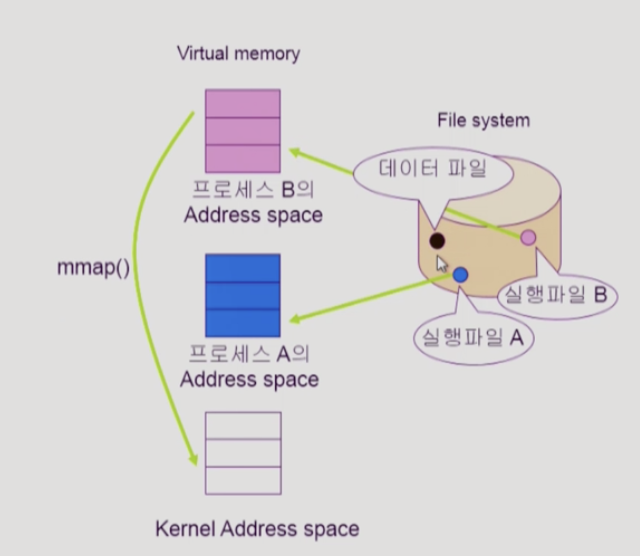 Virtual memory
File system
데이터 파일
프로세스 B의
Address space
mmap()
실행파일 B
실행파일 A
프로세스 A의
Address space
Kernel Address space